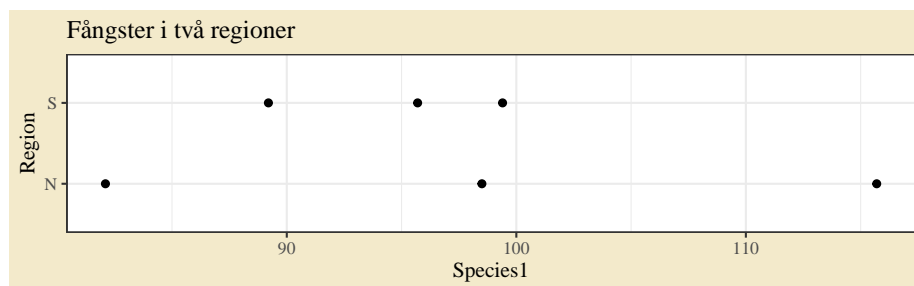 Fångster i två regioner
S
N
Region
90
100
110
Species1